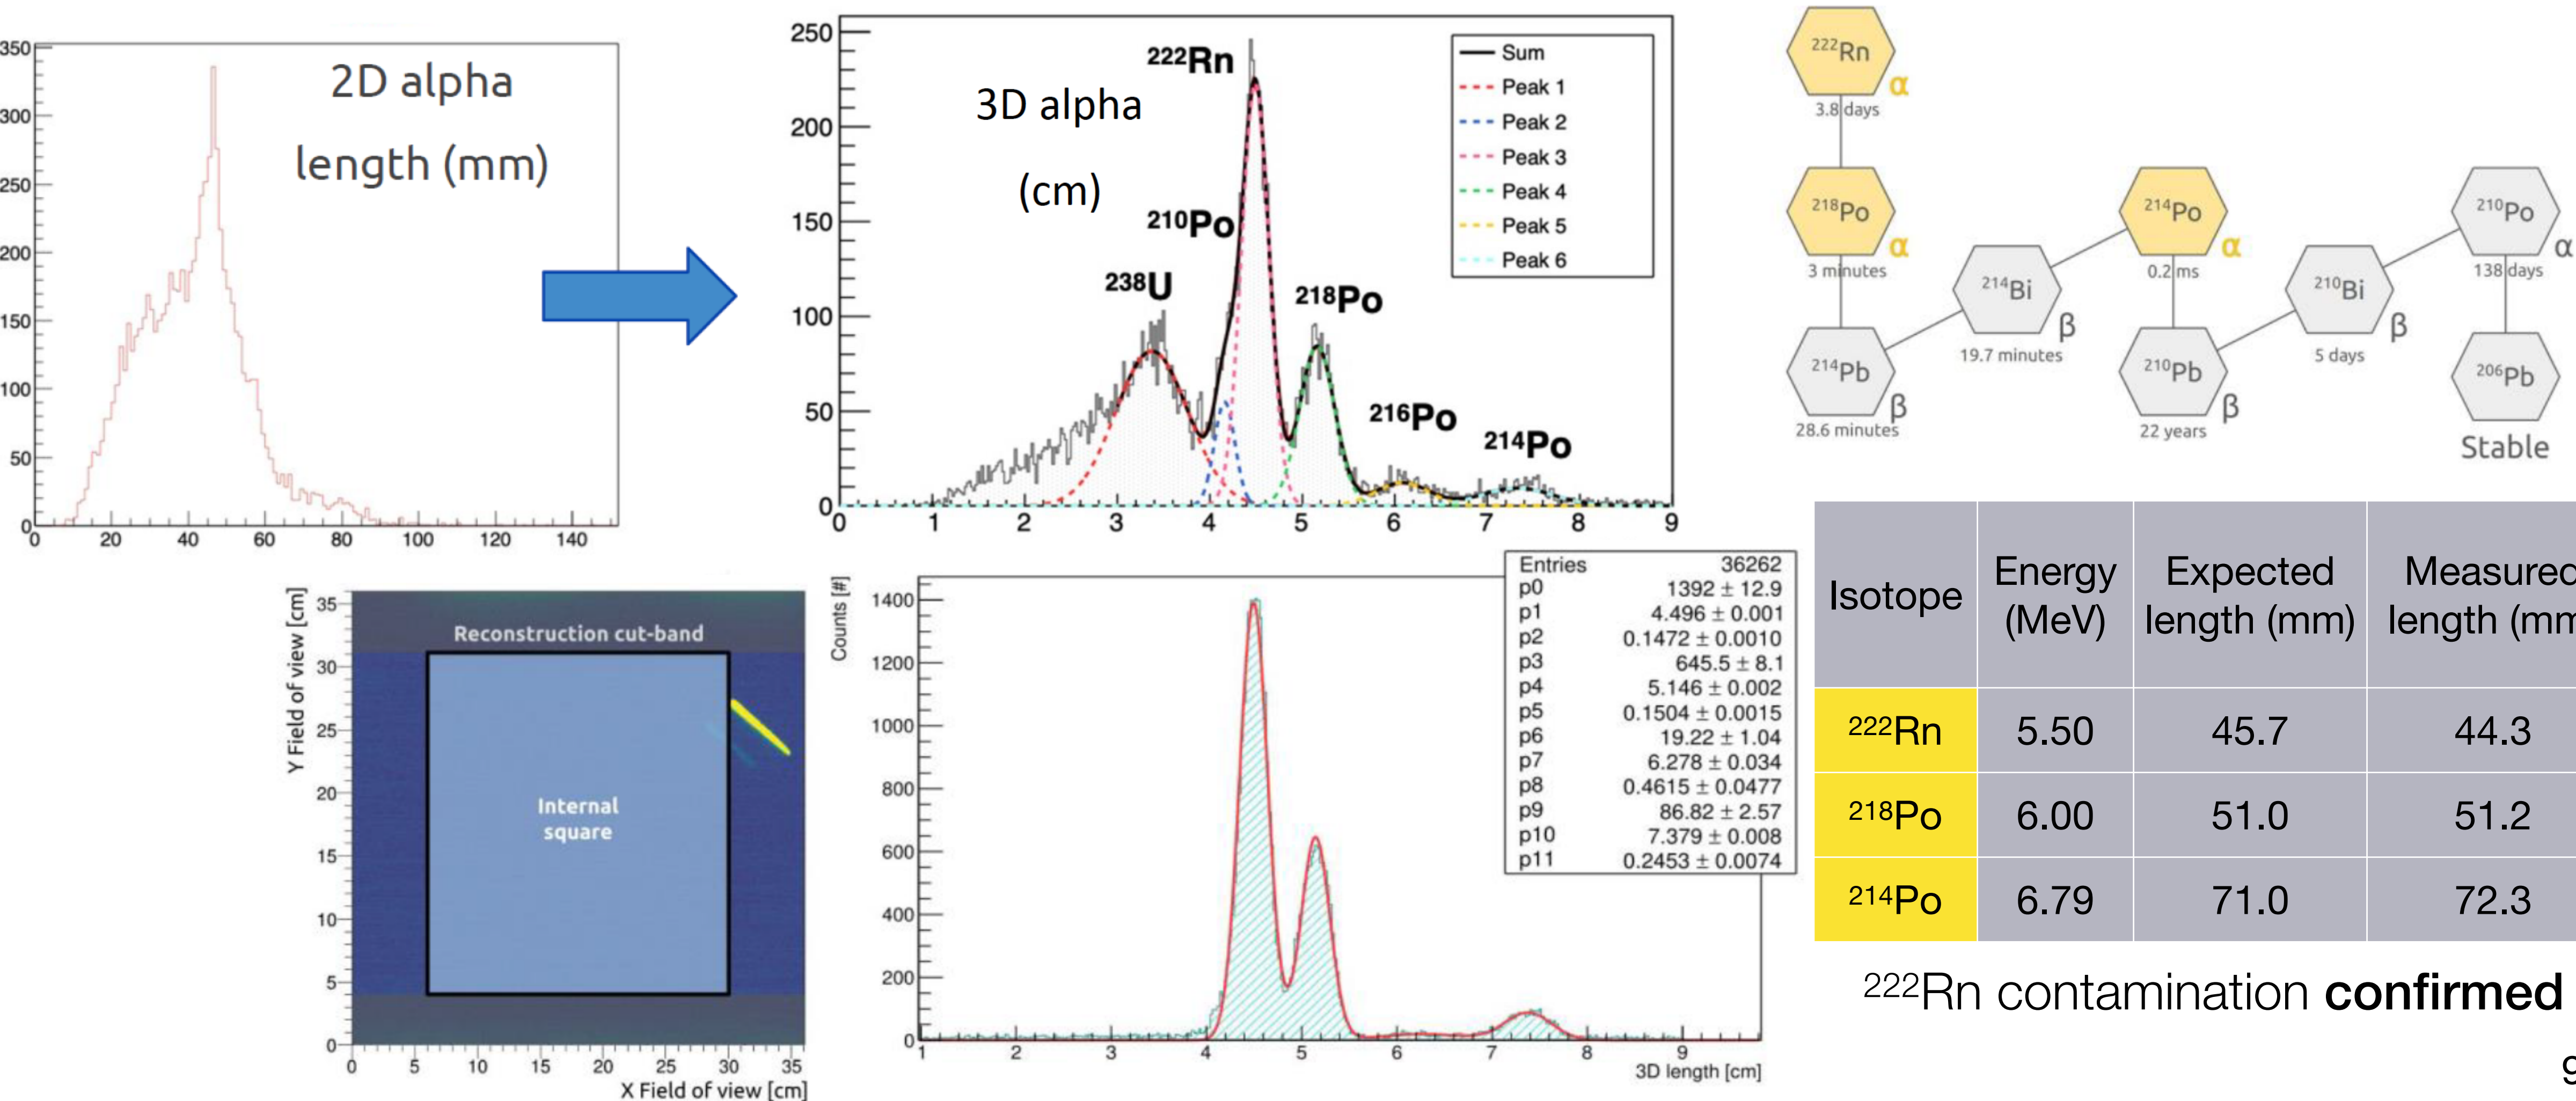 350
300
250
200
150
100
50
0
0 20 40 60 80 100 120 140
2D alpha
length (mm)
250
200
150
100
50
0
0 1 2 3 4 5 6 7 8 9
3D alpha
(cm)
²²²Rn
²¹⁰Po
²³⁸U
²¹⁸Po
²¹⁶Po
²¹⁴Po
Sum
Peak 1
Peak 2
Peak 3
Peak 4
Peak 5
Peak 6
²²²Rn
α
3.8 days
²¹⁸Po
α
3 minutes
²¹⁴Pb
β
28.6 minutes
²¹⁴Bi
β
19.7 minutes
²¹⁴Po
α
0.2 ms
²¹⁰Pb
β
22 years
²¹⁰Bi
β
5 days
²¹⁰Po
α
138 days
²⁰⁶Pb
Stable
Y Field of view [cm]
35
30
25
20
15
10
5
0
0 5 10 15 20 25 30 35
X Field of view [cm]
Reconstruction cut-band
Internal
square
Counts [#]
1400
1200
1000
800
600
400
200
0
1 2 3 4 5 6 7 8 9
3D length [cm]
Entries 36262
p0 1392 ± 12.9
p1 4.496 ± 0.001
p2 0.1472 ± 0.0010
p3 645.5 ± 8.1
p4 5.146 ± 0.002
p5 0.1504 ± 0.0015
p6 19.22 ± 1.04
p7 6.278 ± 0.034
p8 0.4615 ± 0.0477
p9 86.82 ± 2.57
p10 7.379 ± 0.008
p11 0.2453 ± 0.0074
Isotope Energy (MeV) Expected length (mm) Measured length (mm
²²²Rn 5.50 45.7 44.3
²¹⁸Po 6.00 51.0 51.2
²¹⁴Po 6.79 71.0 72.3
²²²Rn contamination confirmed
9